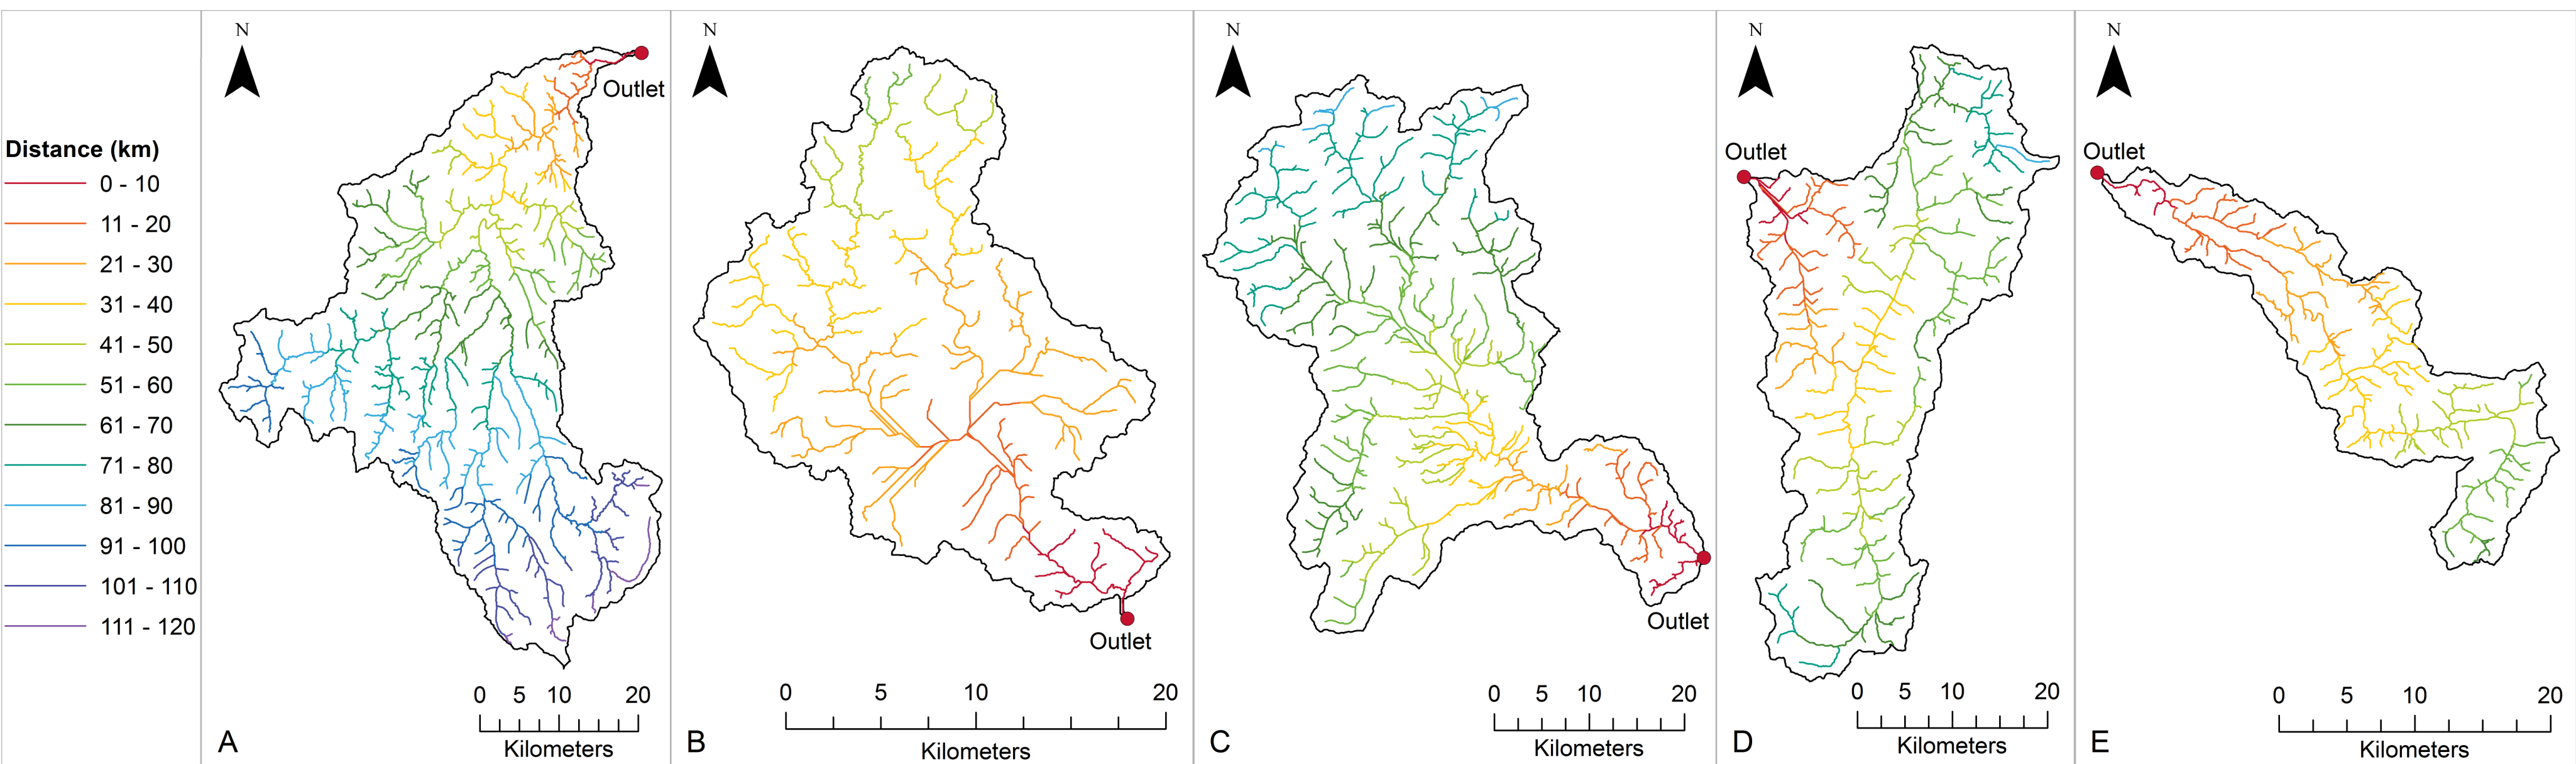 Distance (km)
0 - 10
11 - 20
21 - 30
31 - 40
41 - 50
51 - 60
61 - 70
71 - 80
81 - 90
91 - 100
101 - 110
111 - 120
N
Outlet
0 5 10 20
Kilometers
A
N
Outlet
0 5 10 20
Kilometers
B
N
Outlet
0 5 10 20
Kilometers
C
N
Outlet
0 5 10 20
Kilometers
D
N
Outlet
0 5 10 20
Kilometers
E